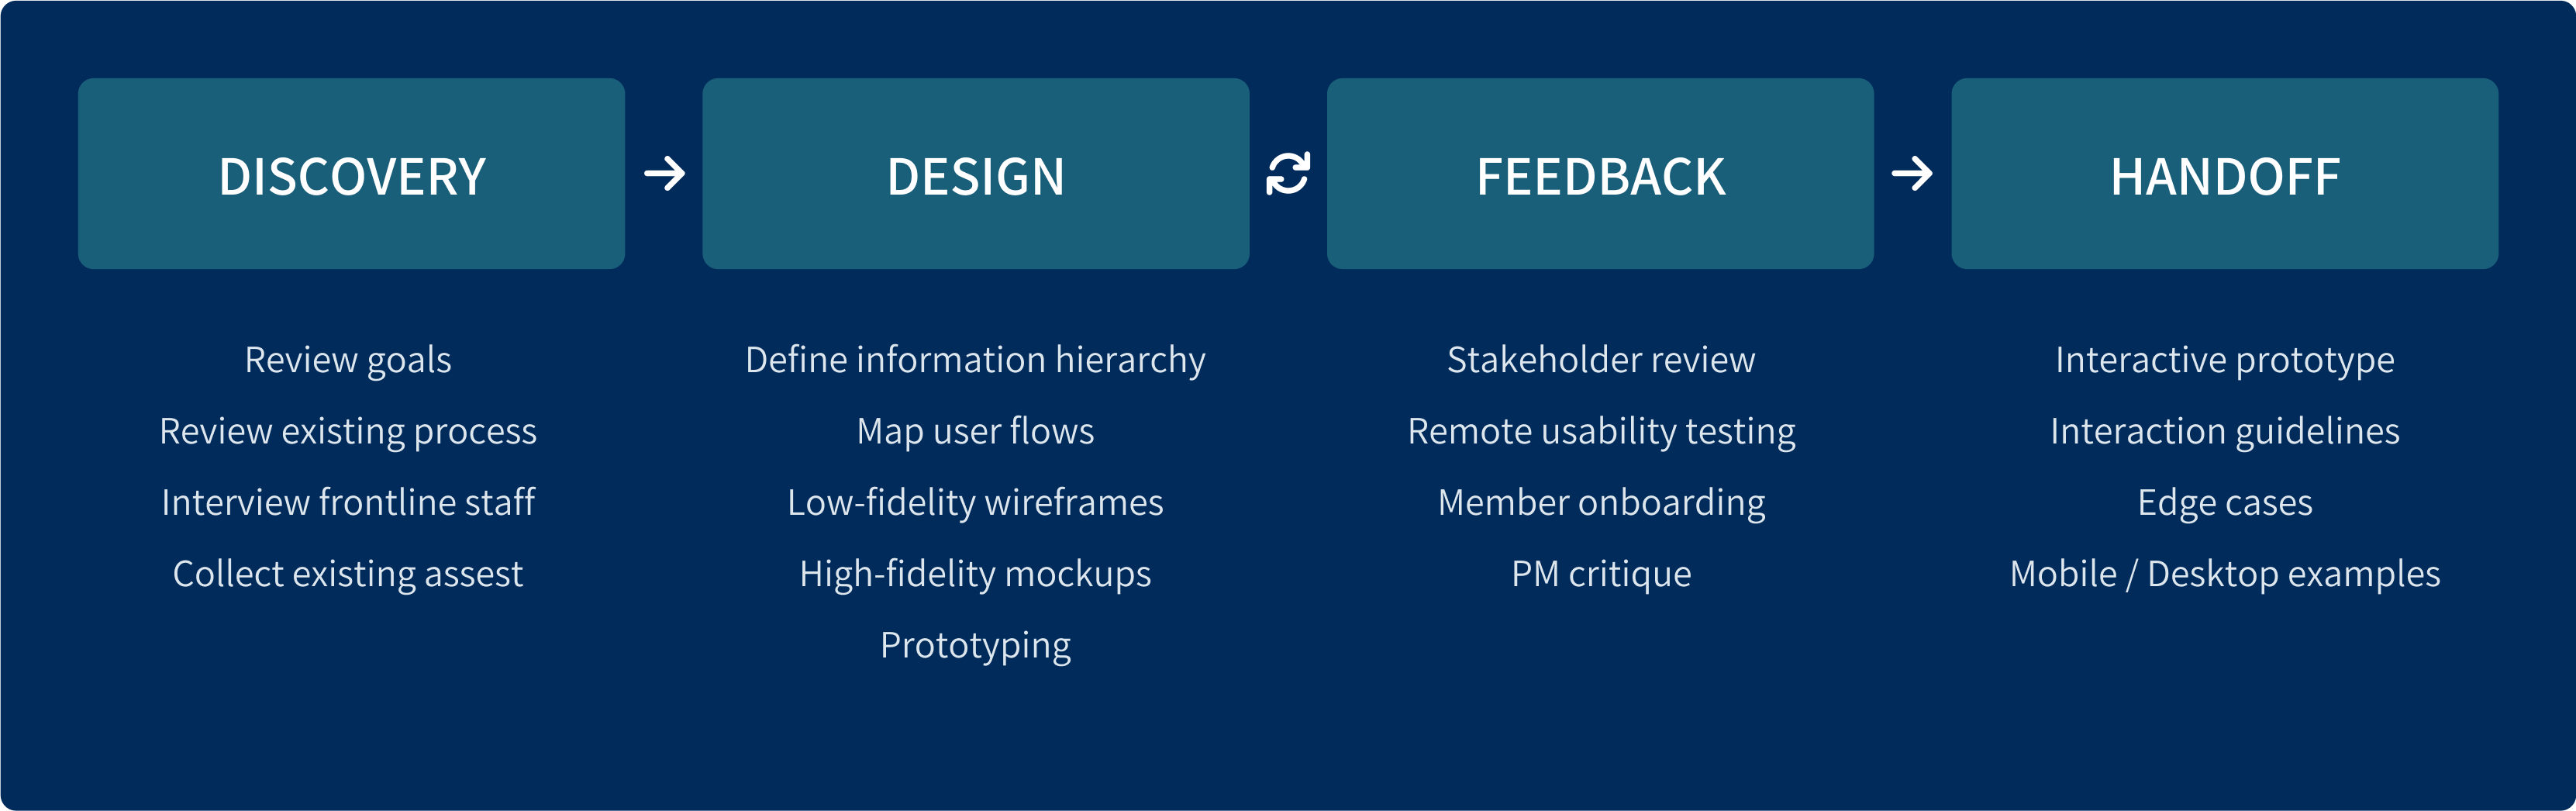 DISCOVERY
Review goals
Review existing process
Interview frontline staff
Collect existing assest
DESIGN
Define information hierarchy
Map user flows
Low-fidelity wireframes
High-fidelity mockups
Prototyping
FEEDBACK
Stakeholder review
Remote usability testing
Member onboarding
PM critique
HANDOFF
Interactive prototype
Interaction guidelines
Edge cases
Mobile / Desktop examples